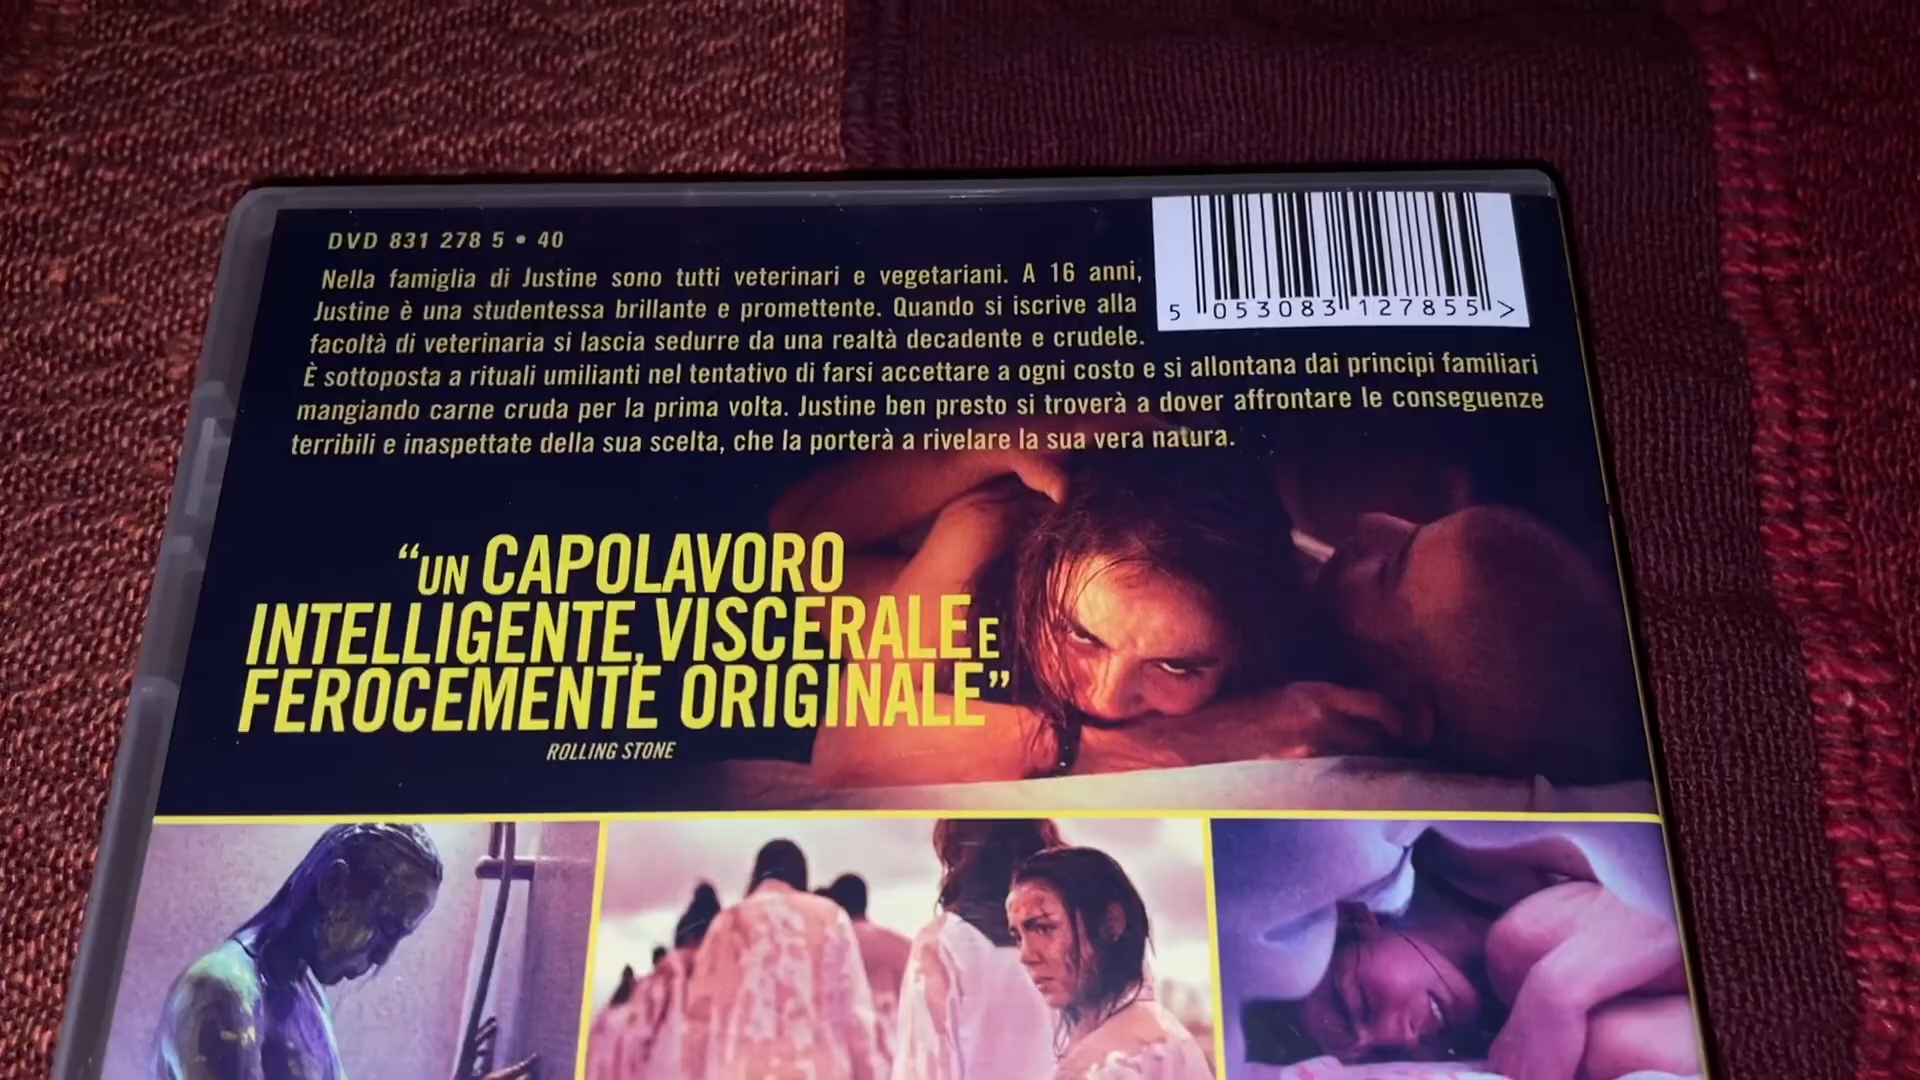 DVD 831 278 5 • 40
Nella famiglia di Justine sono tutti veterinari e vegetariani. A 16 anni,
Justine è una studentessa brillante e promettente. Quando si iscrive alla
facoltà di veterinaria si lascia sedurre da una realtà decadente e crudele.
È sottoposta a rituali umilianti nel tentativo di farsi accettare a ogni costo e si allontana dai principi familiari
mangiando carne cruda per la prima volta. Justine ben presto si troverà a dover affrontare le conseguenze
terribili e inaspettate della sua scelta, che la porterà a rivelare la sua vera natura.
5 053083 127855 >
“UN CAPOLAVORO
INTELLIGENTE, VISCERALE E
FEROCEMENTE ORIGINALE”
ROLLING STONE